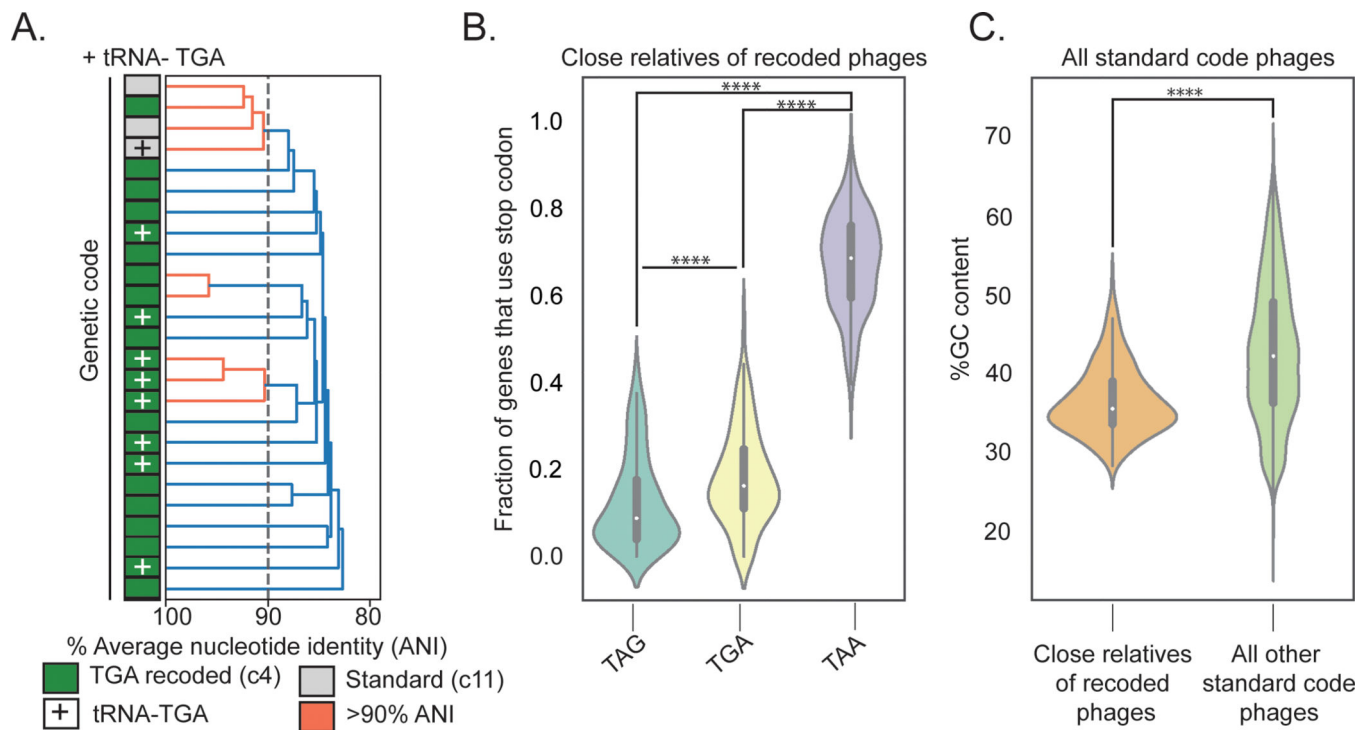 A.
+ tRNA- TGA
Genetic code
+
+
+
+
+
+
+
+
+
100
90
80
% Average nucleotide identity (ANI)
TGA recoded (c4)
Standard (c11)
+
tRNA-TGA
>90% ANI
B.
Close relatives of recoded phages
Fraction of genes that use stop codon
1.0
0.8
0.6
0.4
0.2
0.0
****
****
****
TAG
TGA
TAA
C.
All standard code phages
%GC content
70
60
50
40
30
20
****
Close relatives
of recoded
phages
All other
standard code
phages